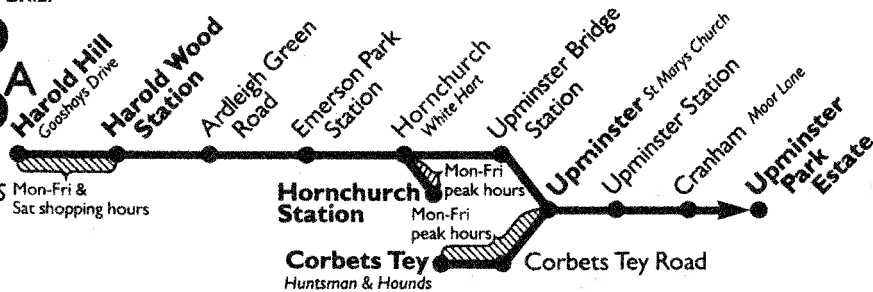 A
Harold Hill
Gooshays Drive
Harold Wood
Station
Ardleigh Green
Road
Emerson Park
Station
Hornchurch
White Hart
Upminster Bridge
Station
Upminster St Marys Church
Upminster Station
Cranham Moor Lane
Upminster
Park
Estate
Mon-Fri &
Sat shopping hours
Hornchurch
Station
Mon-Fri
peak hours
Mon-Fri
peak hours
Corbets Tey
Huntsman & Hounds
Corbets Tey Road